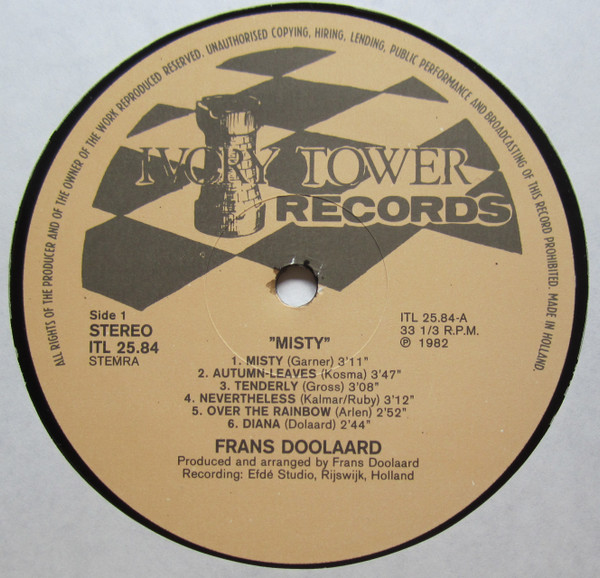 ALL RIGHTS OF THE PRODUCER AND OF THE OWNER OF THE WORK REPRODUCED RESERVED. UNAUTHORISED COPYING, HIRING, LENDING, PUBLIC PERFORMANCE AND BROADCASTING OF THIS RECORD PROHIBITED. MADE IN HOLLAND.
IVORY TOWER
RECORDS
Side 1
STEREO
ITL 25.84
STEMRA
ITL 25.84-A
33 1/3 R.P.M.
℗ 1982
"MISTY"
1. MISTY (Garner) 3'11"
2. AUTUMN-LEAVES (Kosma) 3'47"
3. TENDERLY (Gross) 3'08"
4. NEVERTHELESS (Kalmar/Ruby) 3'12"
5. OVER THE RAINBOW (Arlen) 2'52"
6. DIANA (Dolaard) 2'44"
FRANS DOOLAARD
Produced and arranged by Frans Doolaard
Recording: Efdé Studio, Rijswijk, Holland